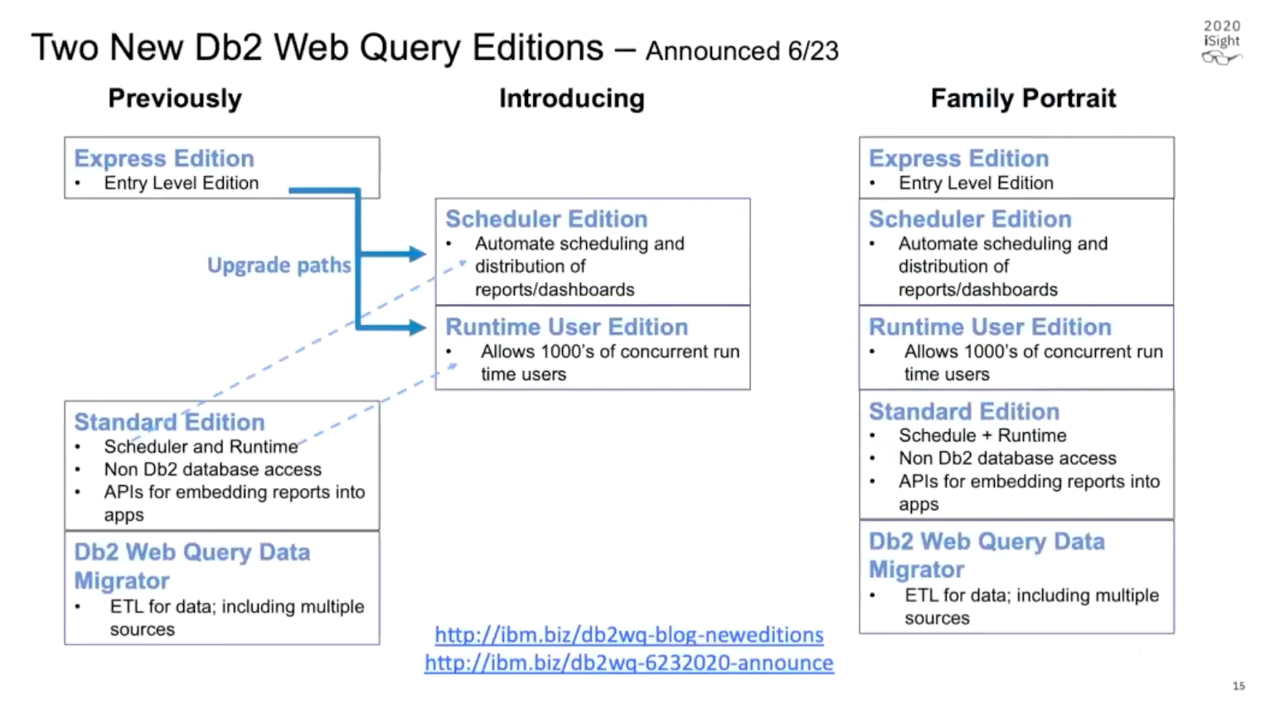 Two New Db2 Web Query Editions – Announced 6/23
2020
iSight
Previously
Express Edition
• Entry Level Edition
Upgrade paths
Standard Edition
• Scheduler and Runtime
• Non Db2 database access
• APIs for embedding reports into
apps
Db2 Web Query Data
Migrator
• ETL for data; including multiple
sources
Introducing
Scheduler Edition
• Automate scheduling and
distribution of
reports/dashboards
Runtime User Edition
• Allows 1000's of concurrent run
time users
http://ibm.biz/db2wq-blog-neweditions
http://ibm.biz/db2wq-6232020-announce
Family Portrait
Express Edition
• Entry Level Edition
Scheduler Edition
• Automate scheduling and
distribution of
reports/dashboards
Runtime User Edition
• Allows 1000's of concurrent run
time users
Standard Edition
• Schedule + Runtime
• Non Db2 database access
• APIs for embedding reports into
apps
Db2 Web Query Data
Migrator
• ETL for data; including multiple
sources
15